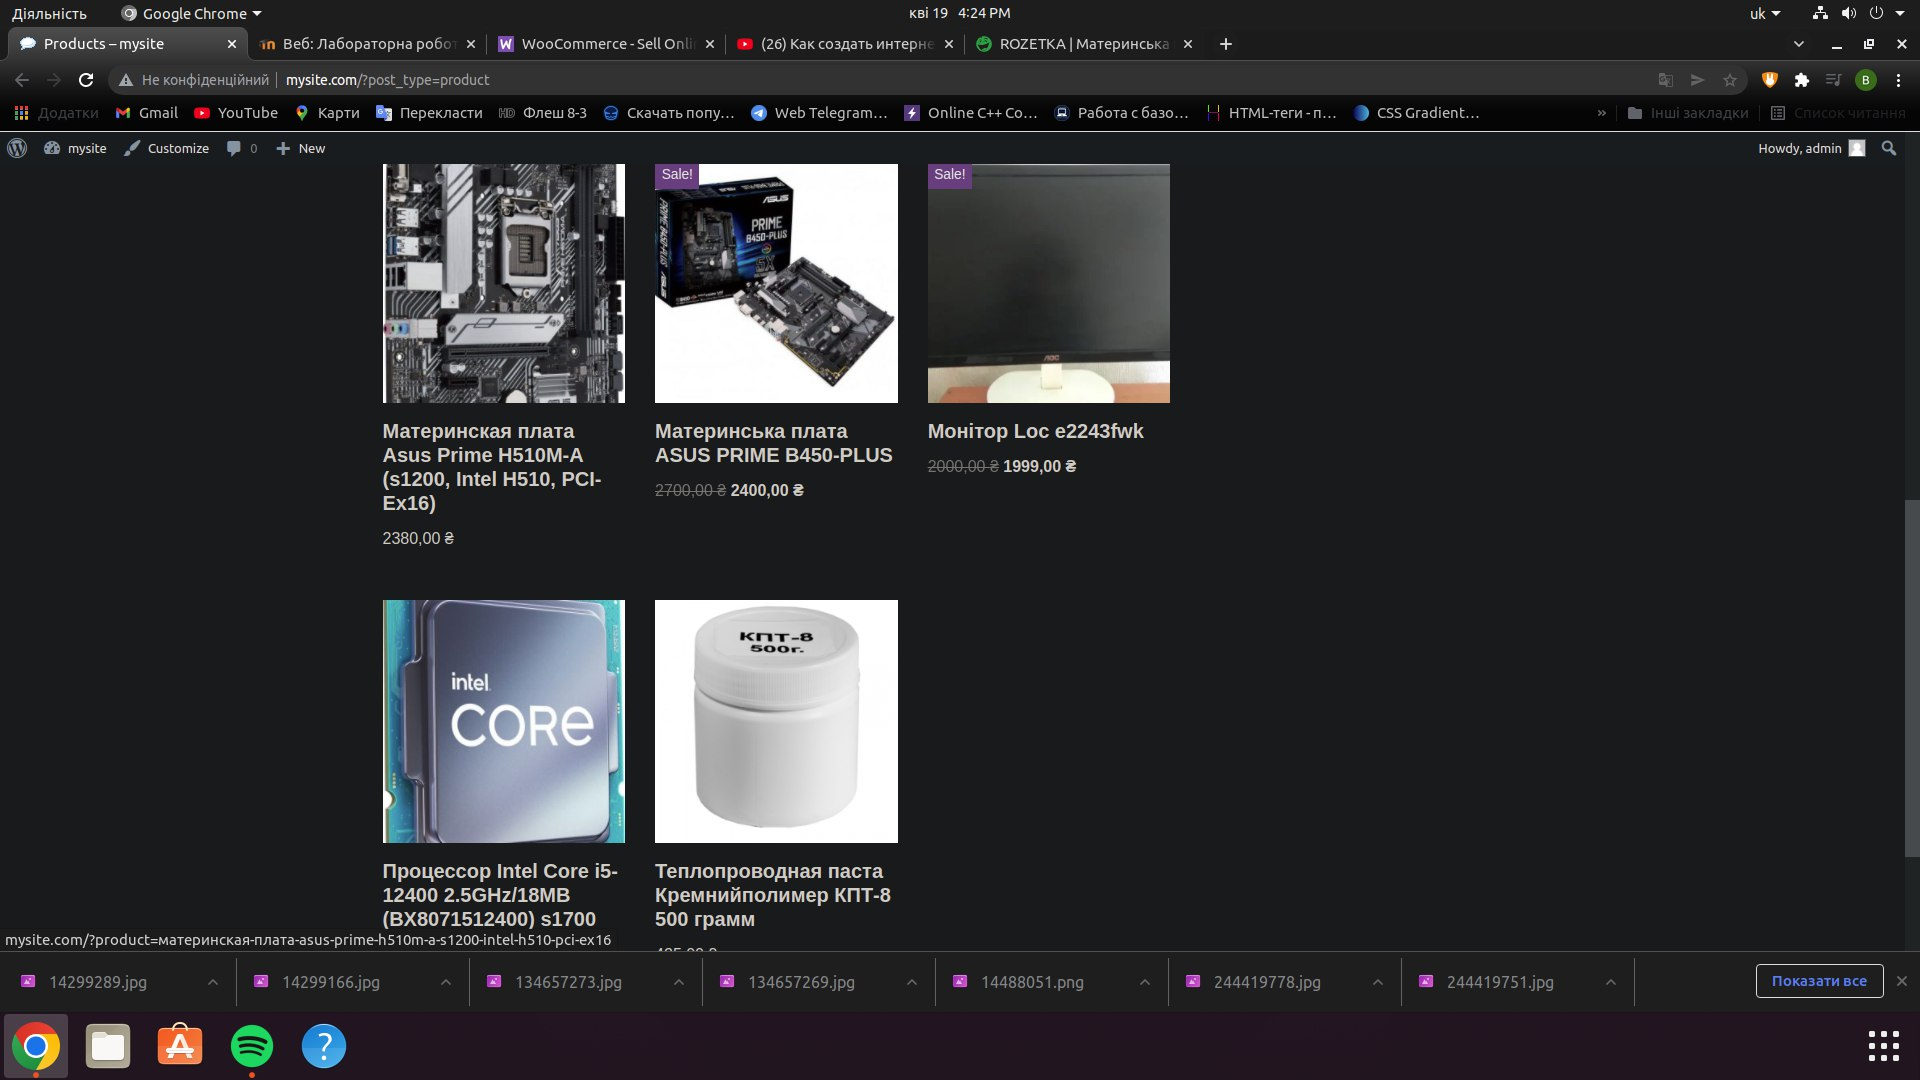 Діяльність
Google Chrome
кві 19 4:24 PM
uk
Products – mysite
Веб: Лабораторна робот
WooCommerce - Sell Onli
(26) Как создать интерне
ROZETKA | Материнська
Не конфіденційний
mysite.com/?post_type=product
B
Додатки
Gmail
YouTube
Карти
Перекласти
HD Флеш 8-3
Скачать попу…
Web Telegram…
Online C++ Co…
Работа с базо…
HTML-теги - п…
CSS Gradient…
»
Інші закладки
Список читання
mysite
Customize
0
New
Howdy, admin
Sale!
ASUS
PRIME
B450-PLUS
Sale!
AOC
Материнская плата
Asus Prime H510M-A
(s1200, Intel H510, PCI-
Ex16)
2380,00 ₴
Материнська плата
ASUS PRIME B450-PLUS
2700,00 ₴ 2400,00 ₴
Монітор Loc e2243fwk
2000,00 ₴ 1999,00 ₴
intel
CORE
КПТ-8
500г.
Процессор Intel Core i5-
12400 2.5GHz/18MB
(BX8071512400) s1700
Теплопроводная паста
Кремнийполимер КПТ-8
500 грамм
mysite.com/?product=материнская-плата-asus-prime-h510m-a-s1200-intel-h510-pci-ex16
14299289.jpg
14299166.jpg
134657273.jpg
134657269.jpg
14488051.png
244419778.jpg
244419751.jpg
Показати все